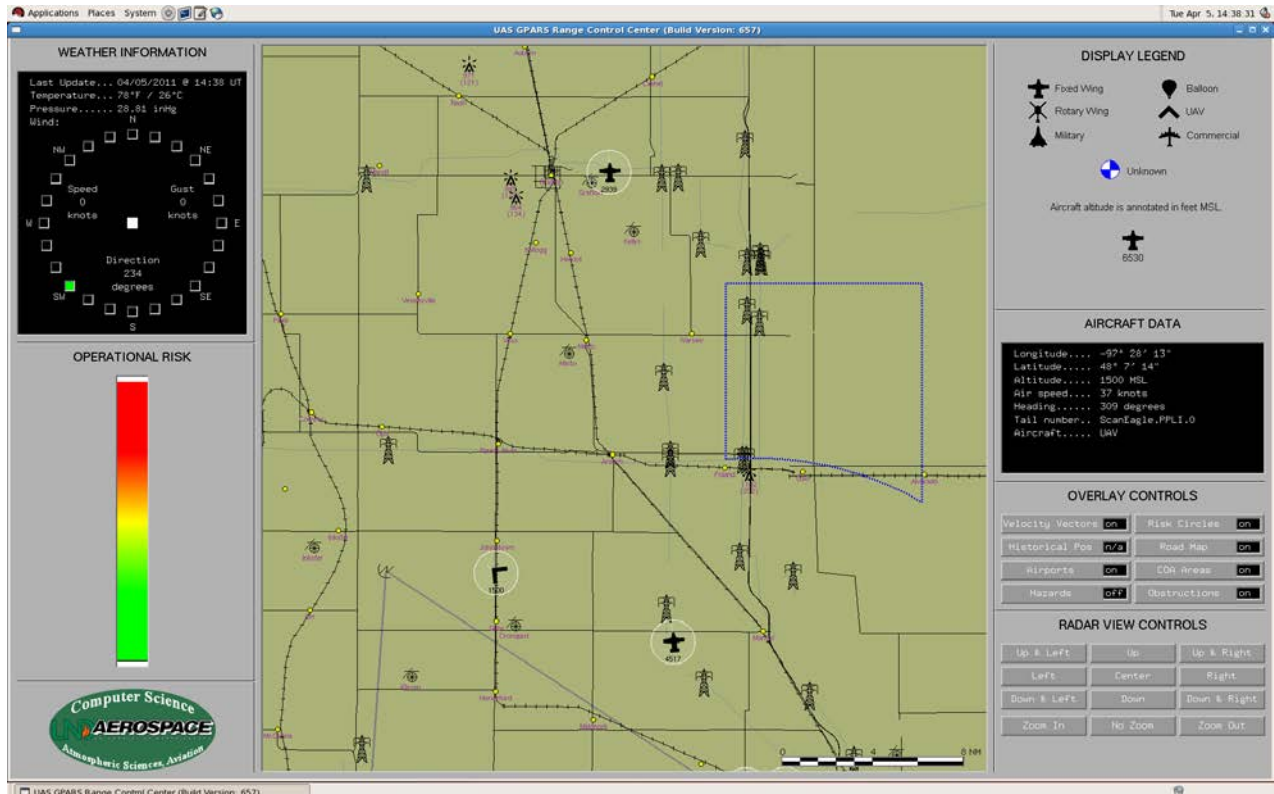 Applications Places System
Tue Apr 5, 14:38:31
UAS GPARS Range Control Center (Build Version: 657)
WEATHER INFORMATION
Last Update... 04/05/2011 @ 14:38 UT
Temperature... 78°F / 26°C
Pressure...... 28.81 inHg
Wind:
N
NW
NE
Speed
0
knots
Gust
0
knots
W
E
Direction
234
degrees
SW
SE
S
OPERATIONAL RISK
Computer Science
UND AEROSPACE
Atmospheric Sciences, Aviation
2939
1500
4517
Warsaw
0 4 8 NM
DISPLAY LEGEND
Fixed Wing
Balloon
Rotary Wing
UAV
Military
Commercial
Unknown
Aircraft altitude is annotated in feet MSL.
6530
AIRCRAFT DATA
Longitude.... -97° 28' 13"
Latitude..... 48° 7' 14"
Altitude..... 1500 MSL
Air speed.... 37 knots
Heading...... 309 degrees
Tail number.. ScanEagle.PPLI.0
Aircraft..... UAV
OVERLAY CONTROLS
Velocity Vectors on
Risk Circles on
Historical Pos n/a
Road Map on
Airports on
COA Areas on
Hazards off
Obstructions on
RADAR VIEW CONTROLS
Up & Left
Up
Up & Right
Left
Center
Right
Down & Left
Down
Down & Right
Zoom In
No Zoom
Zoom Out
UAS GPARS Range Control Center (Build Version: 657)